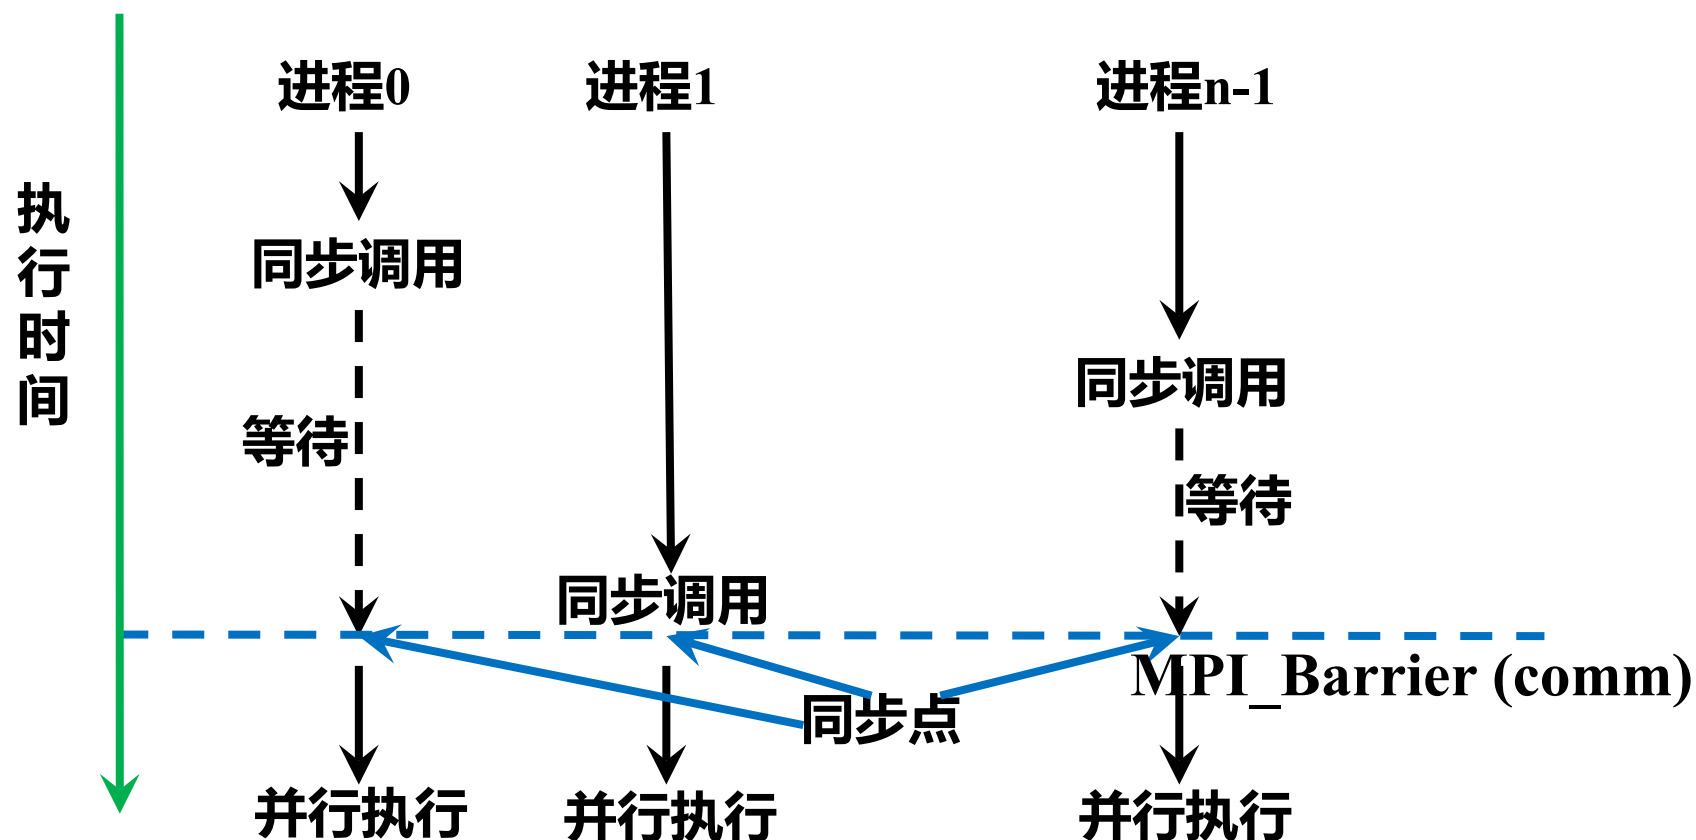 进程0
进程1
进程n-1
执行时间
同步调用
同步调用
等待
等待
同步调用
MPI_Barrier (comm)
同步点
并行执行
并行执行
并行执行